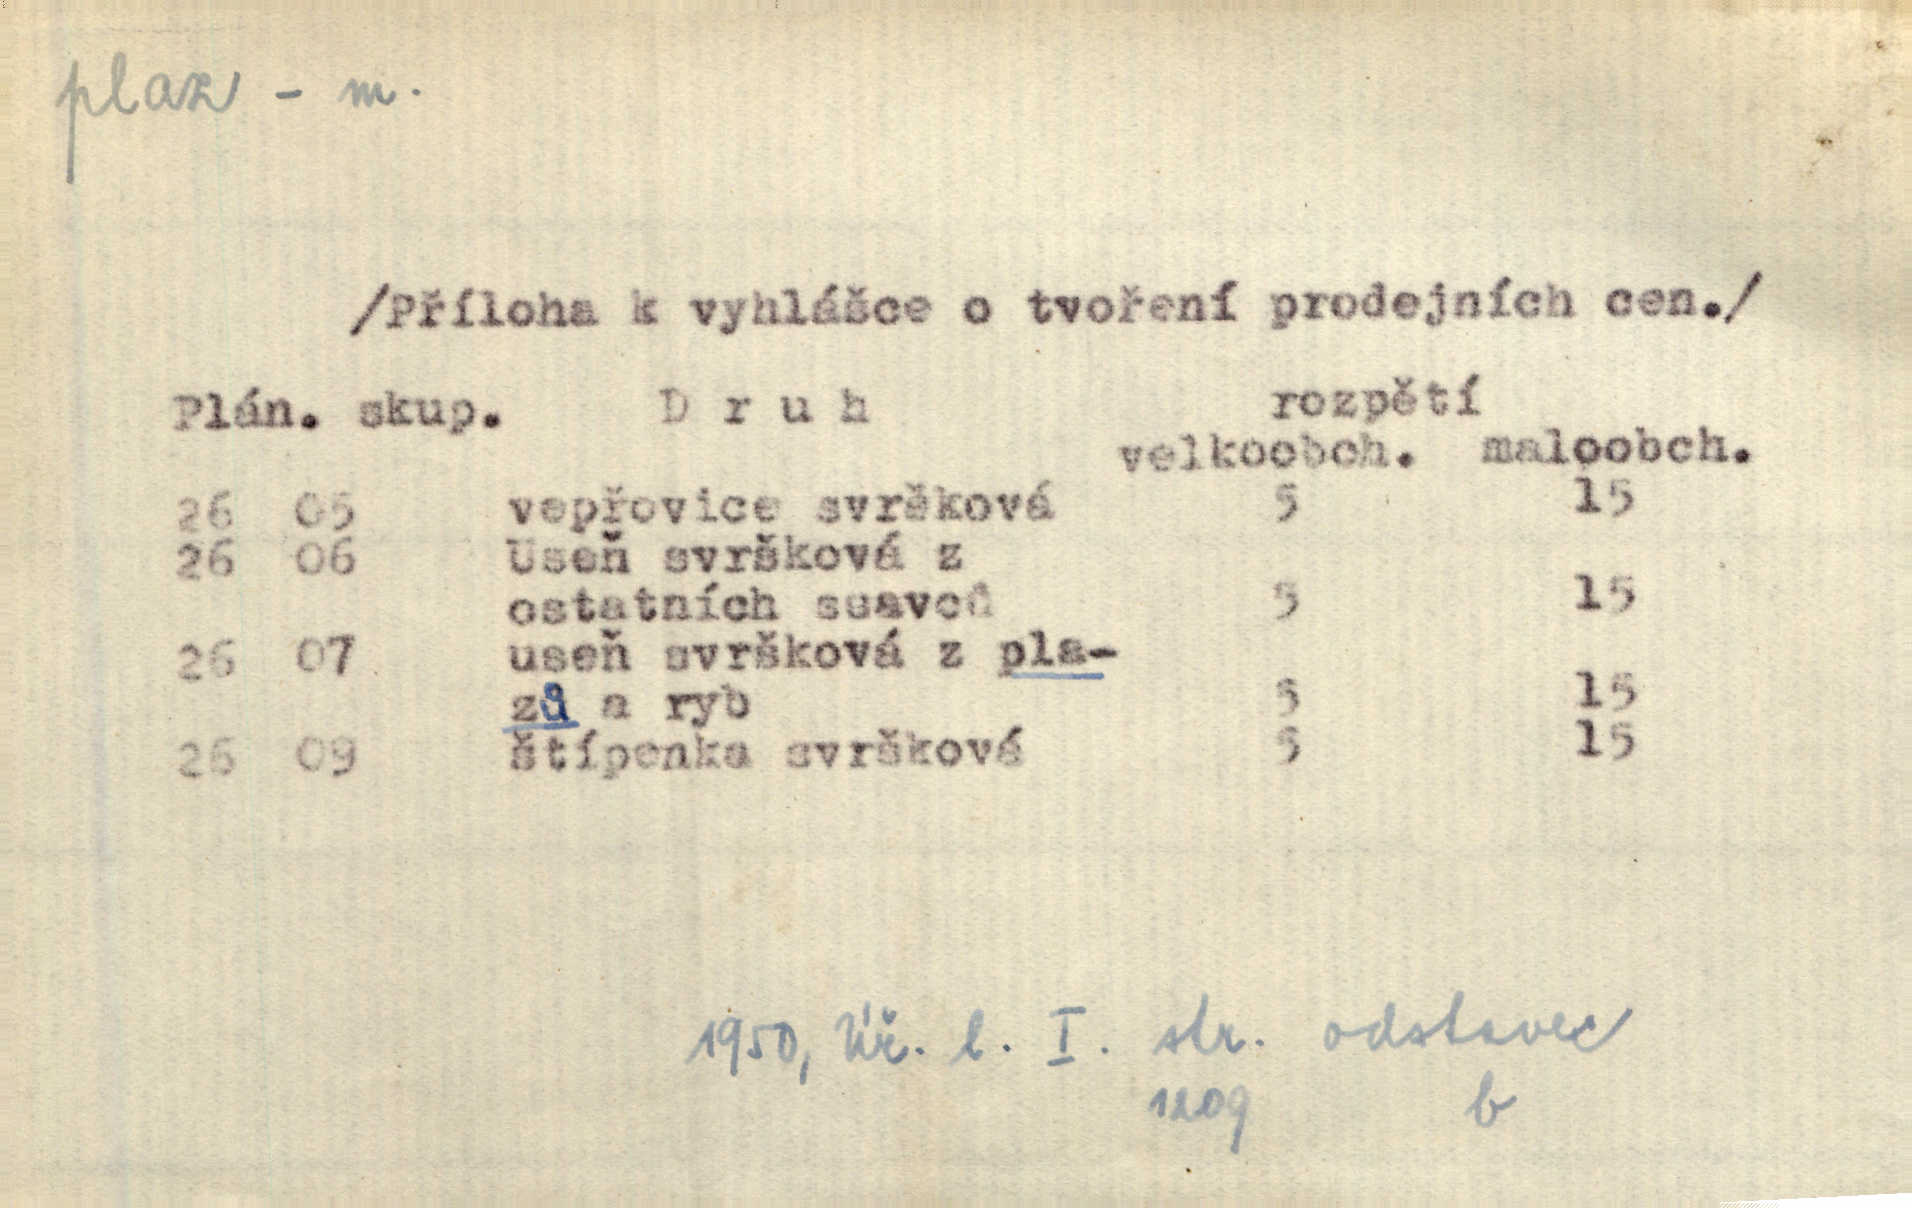 plaz - m.
/Příloha k vyhlášce o tvoření prodejních cen./
Plán. skup. D r u h rozpětí
velkoobch. maloobch.
26 05 vepřovice svršková 5 15
26 06 Useň svršková z
ostatních ssavců 5 15
26 07 useň svršková z pla-
zů a ryb 5 15
26 09 štípenka svršková 5 15
1950, Úř. l. I. str. odstavec
1209 b